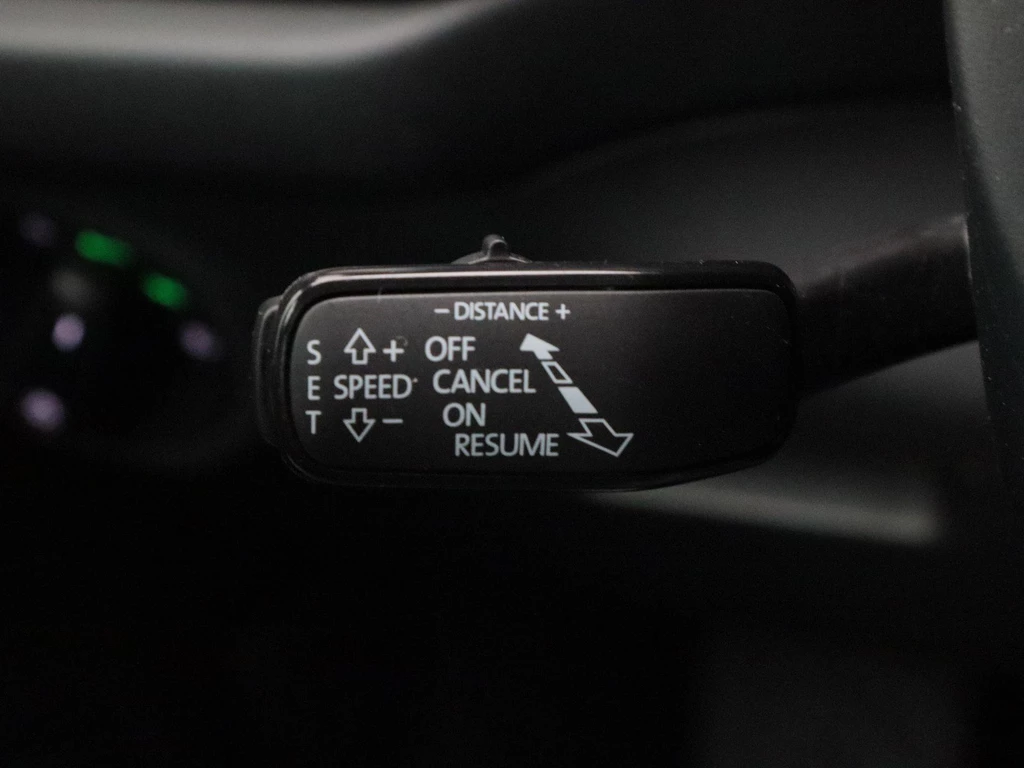 − DISTANCE +
S + OFF
E SPEED CANCEL
T − ON
RESUME